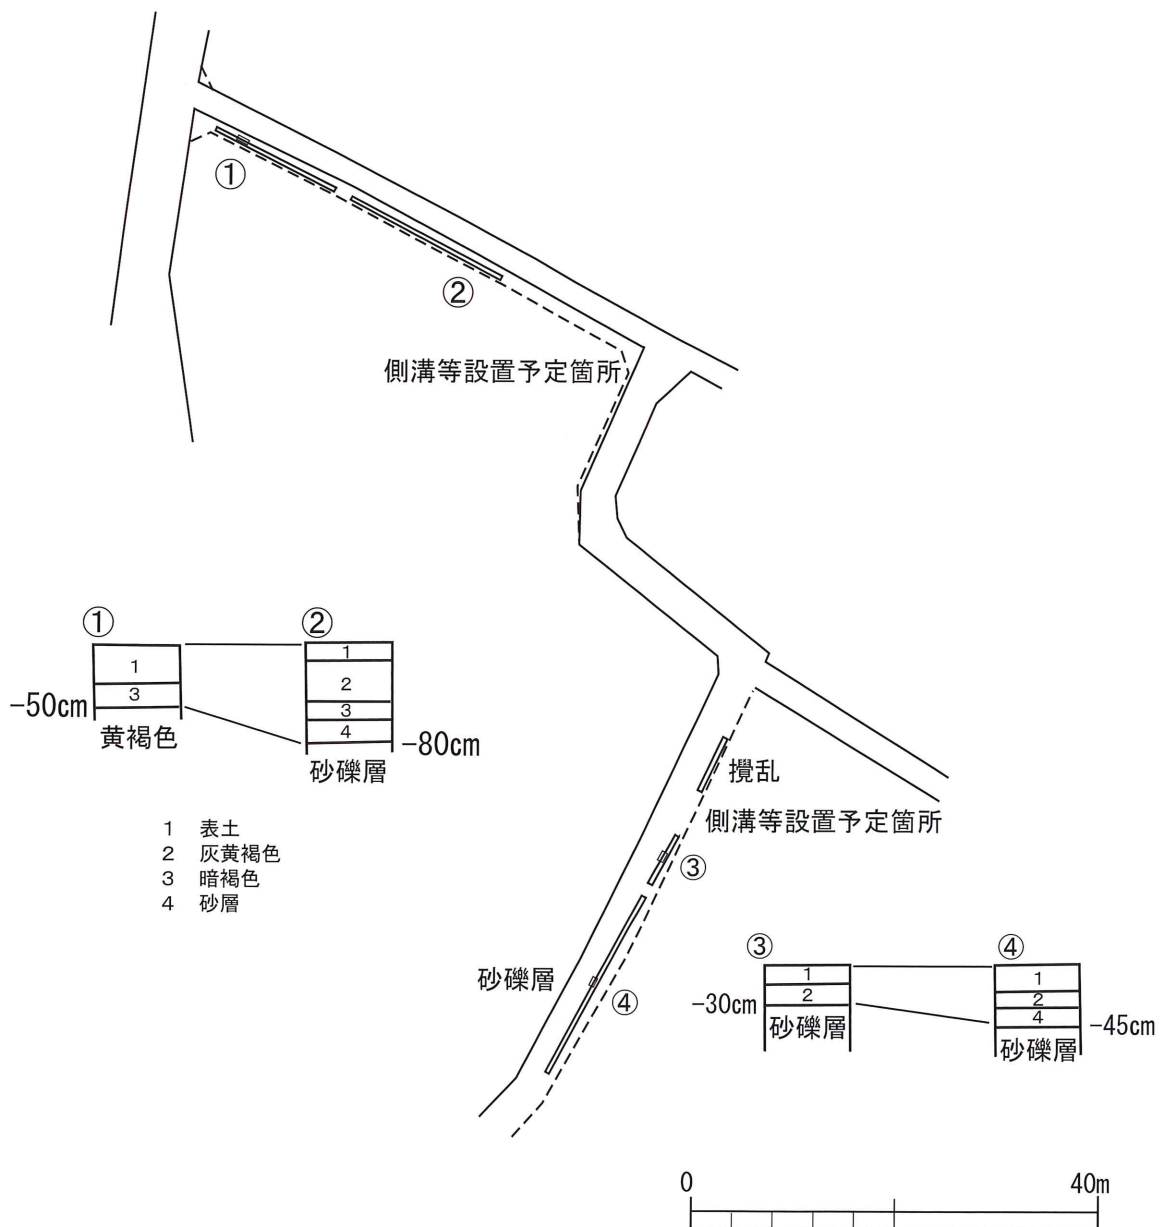 ①
②
側溝等設置予定箇所
①
1
3
-50cm
黄褐色
②
1
2
3
4
-80cm
砂礫層
1 表土
2 灰黄褐色
3 暗褐色
4 砂層
攪乱
側溝等設置予定箇所
③
砂礫層
④
③
1
2
-30cm
砂礫層
④
1
2
4
-45cm
砂礫層
0 40m